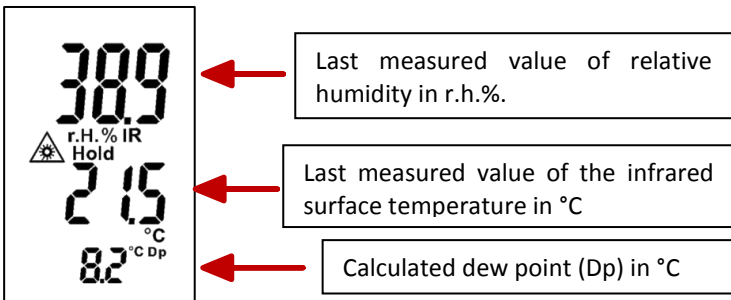 38.9
r.H.% IR
Hold
21.5
°C
8.2 °C Dp
Last measured value of relative
humidity in r.h.%.
Last measured value of the infrared
surface temperature in °C
Calculated dew point (Dp) in °C